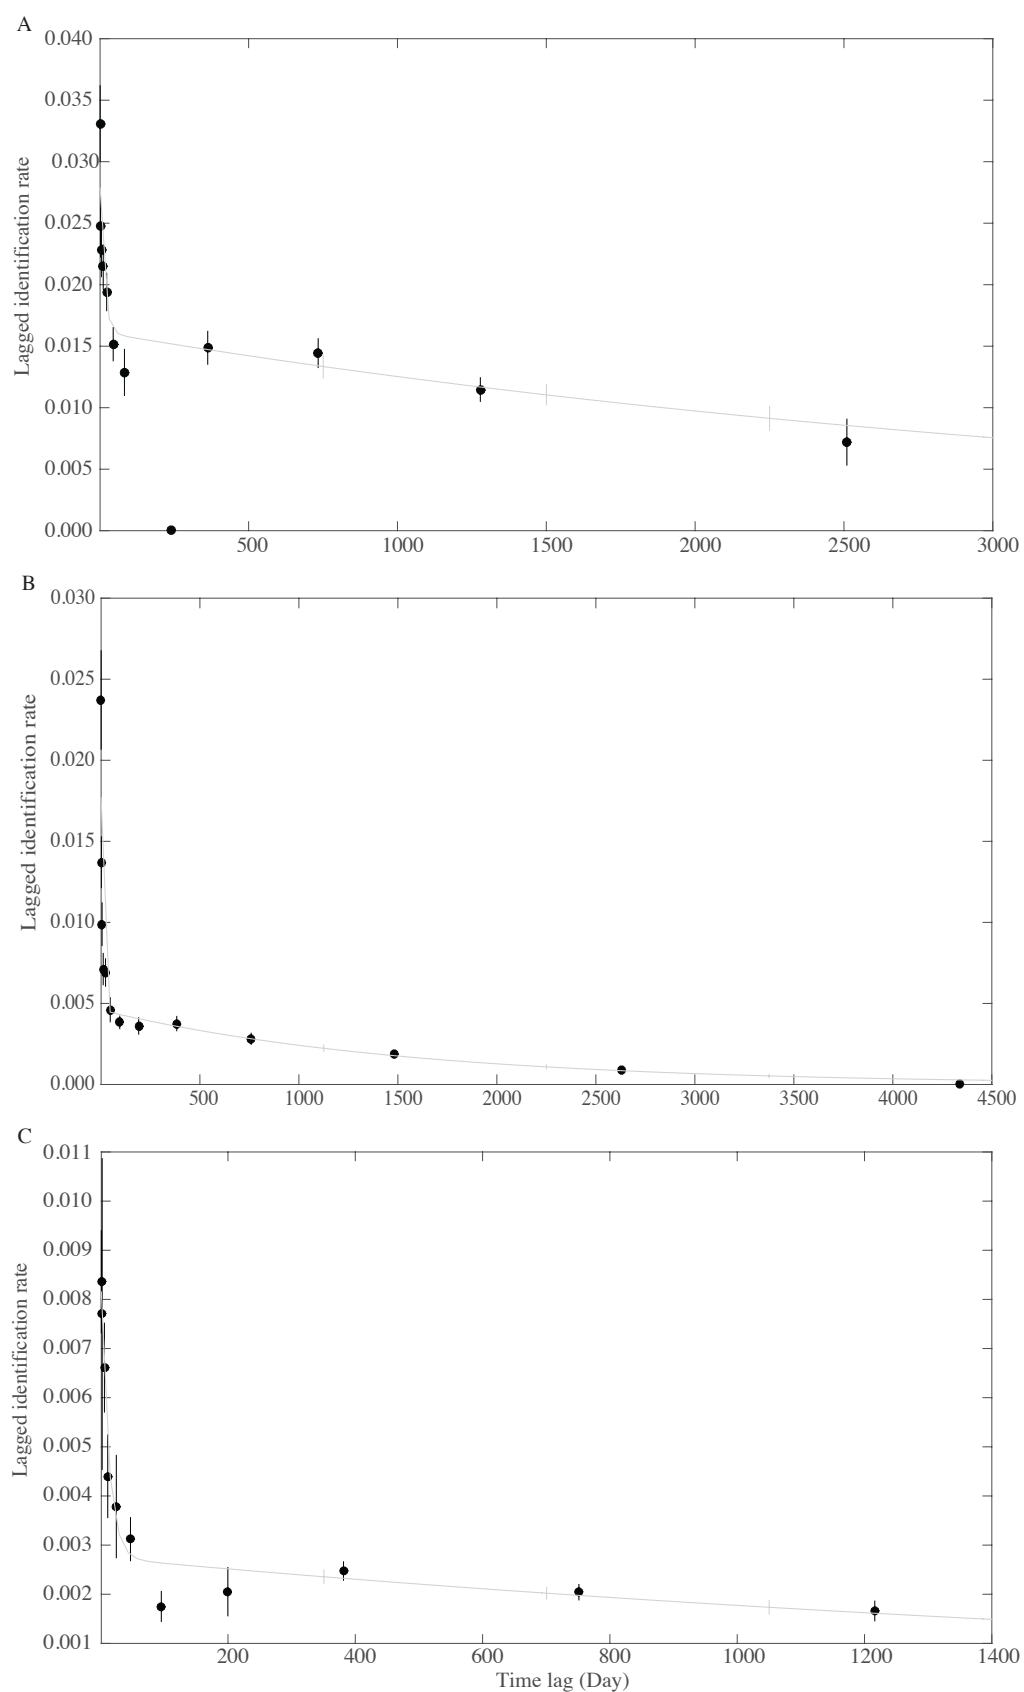 A
0.040
0.035
0.030
0.025
0.020
0.015
0.010
0.005
0.000
Lagged identification rate
500 1000 1500 2000 2500 3000
B
0.030
0.025
0.020
0.015
0.010
0.005
0.000
Lagged identification rate
500 1000 1500 2000 2500 3000 3500 4000 4500
C
0.011
0.010
0.009
0.008
0.007
0.006
0.005
0.004
0.003
0.002
0.001
Lagged identification rate
200 400 600 800 1000 1200 1400
Time lag (Day)